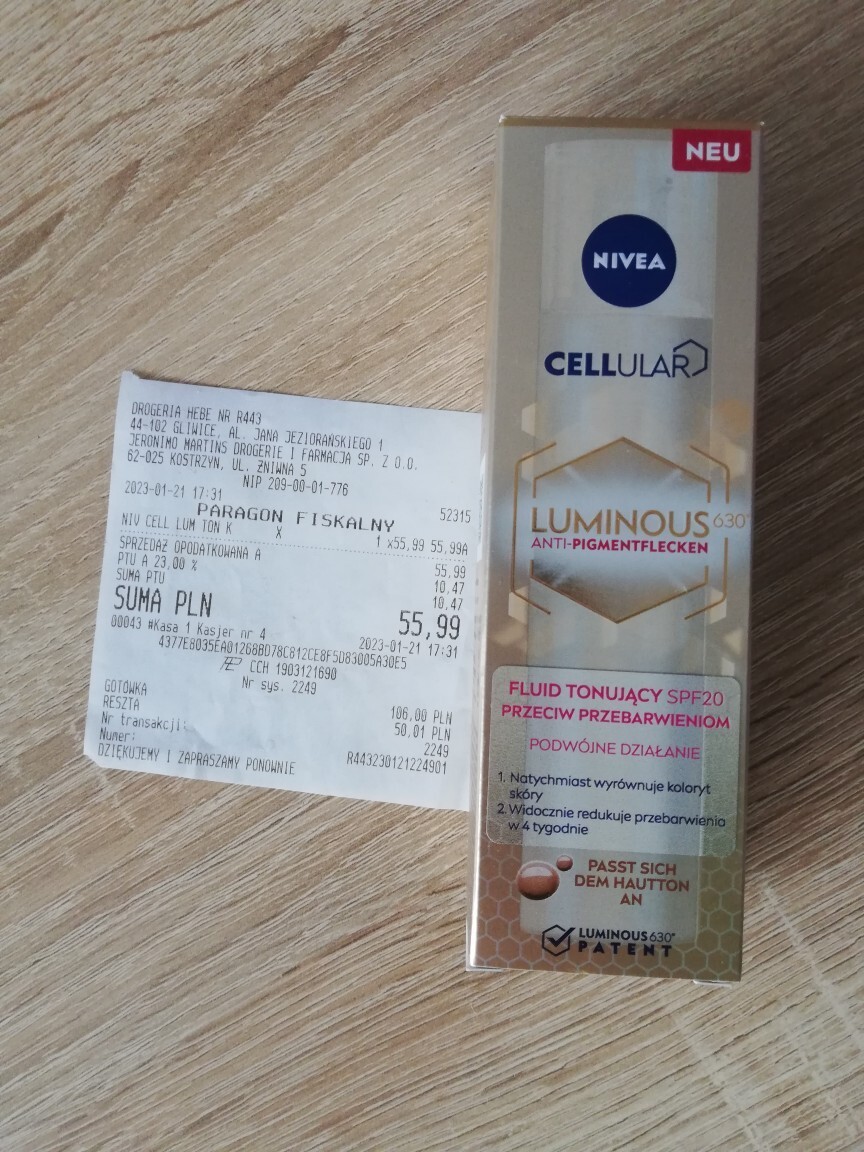 DROGERIA HEBE NR R443
44-102 GLIWICE, AL. JANA JEZIORAŃSKIEGO 1
JERONIMO MARTINS DROGERIE I FARMACJA SP. Z O.O.
62-025 KOSTRZYN, UL. ŻNIWNA 5
NIP 209-00-01-776
2023-01-21 17:31 52315
PARAGON FISKALNY
NIV CELL LUM TON K X 1 x55,99 55,99A
SPRZEDAŻ OPODATKOWANA A 55,99
PTU A 23,00 % 10,47
SUMA PTU 10,47
SUMA PLN 55,99
00043 #Kasa 1 Kasjer nr 4 2023-01-21 17:31
4377E8035EA01268BD78C812CE8F5D83005A30E5
CCH 1903121690
Nr sys. 2249
GOTÓWKA 106,00 PLN
RESZTA 50,01 PLN
Nr transakcji: 2249
Numer: R443230121224901
DZIĘKUJEMY I ZAPRASZAMY PONOWNIE
NEU
NIVEA
CELLULAR
LUMINOUS 630®
ANTI-PIGMENTFLECKEN
FLUID TONUJĄCY SPF20
PRZECIW PRZEBARWIENIOM
PODWÓJNE DZIAŁANIE
1. Natychmiast wyrównuje koloryt
skóry
2. Widocznie redukuje przebarwienia
w 4 tygodnie
PASST SICH
DEM HAUTTON
AN
LUMINOUS 630®
PATENT